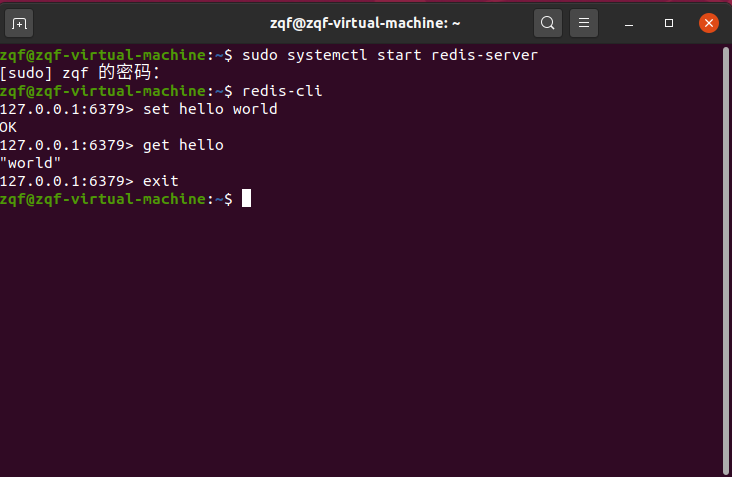 zqf@zqf-virtual-machine: ~
zqf@zqf-virtual-machine:~$ sudo systemctl start redis-server
[sudo] zqf 的密码：
zqf@zqf-virtual-machine:~$ redis-cli
127.0.0.1:6379> set hello world
OK
127.0.0.1:6379> get hello
"world"
127.0.0.1:6379> exit
zqf@zqf-virtual-machine:~$